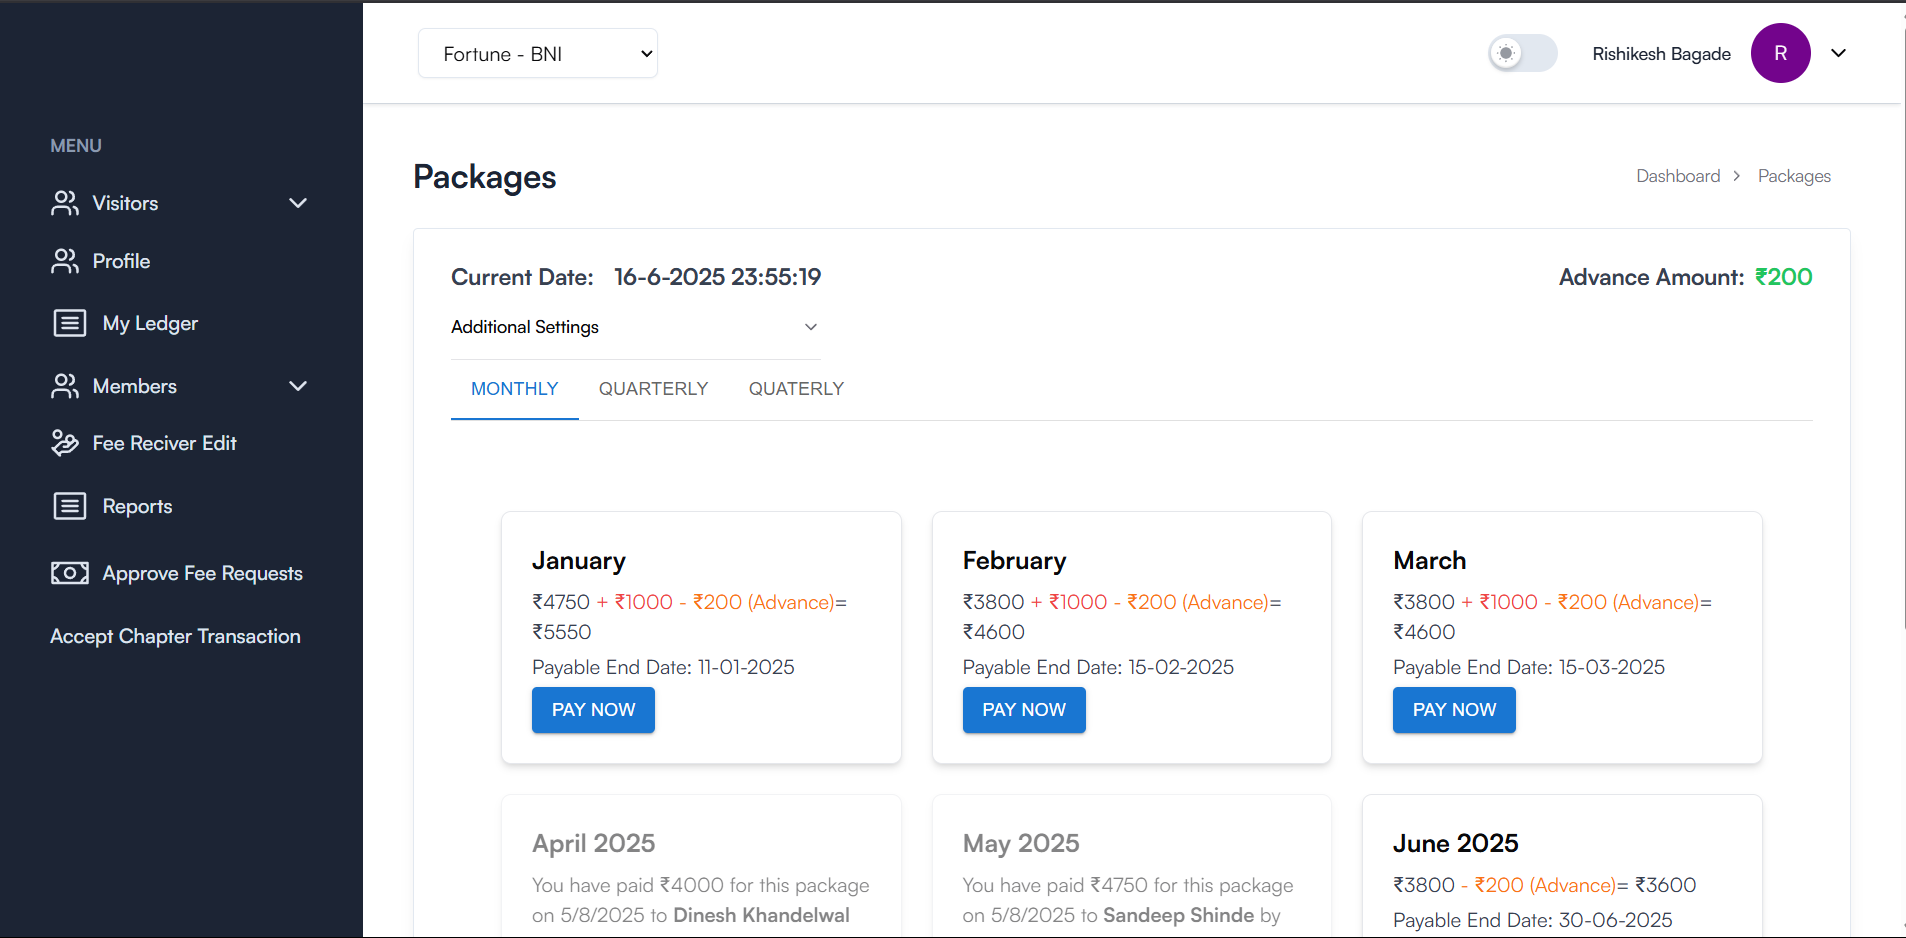 Fortune - BNI
Rishikesh Bagade
R
MENU
Visitors
Profile
My Ledger
Members
Fee Reciver Edit
Reports
Approve Fee Requests
Accept Chapter Transaction
Packages
Dashboard > Packages
Current Date: 16-6-2025 23:55:19
Advance Amount: ₹200
Additional Settings
MONTHLY QUARTERLY QUATERLY
January
₹4750 + ₹1000 - ₹200 (Advance)=
₹5550
Payable End Date: 11-01-2025
PAY NOW
February
₹3800 + ₹1000 - ₹200 (Advance)=
₹4600
Payable End Date: 15-02-2025
PAY NOW
March
₹3800 + ₹1000 - ₹200 (Advance)=
₹4600
Payable End Date: 15-03-2025
PAY NOW
April 2025
You have paid ₹4000 for this package
on 5/8/2025 to Dinesh Khandelwal
May 2025
You have paid ₹4750 for this package
on 5/8/2025 to Sandeep Shinde by
June 2025
₹3800 - ₹200 (Advance)= ₹3600
Payable End Date: 30-06-2025